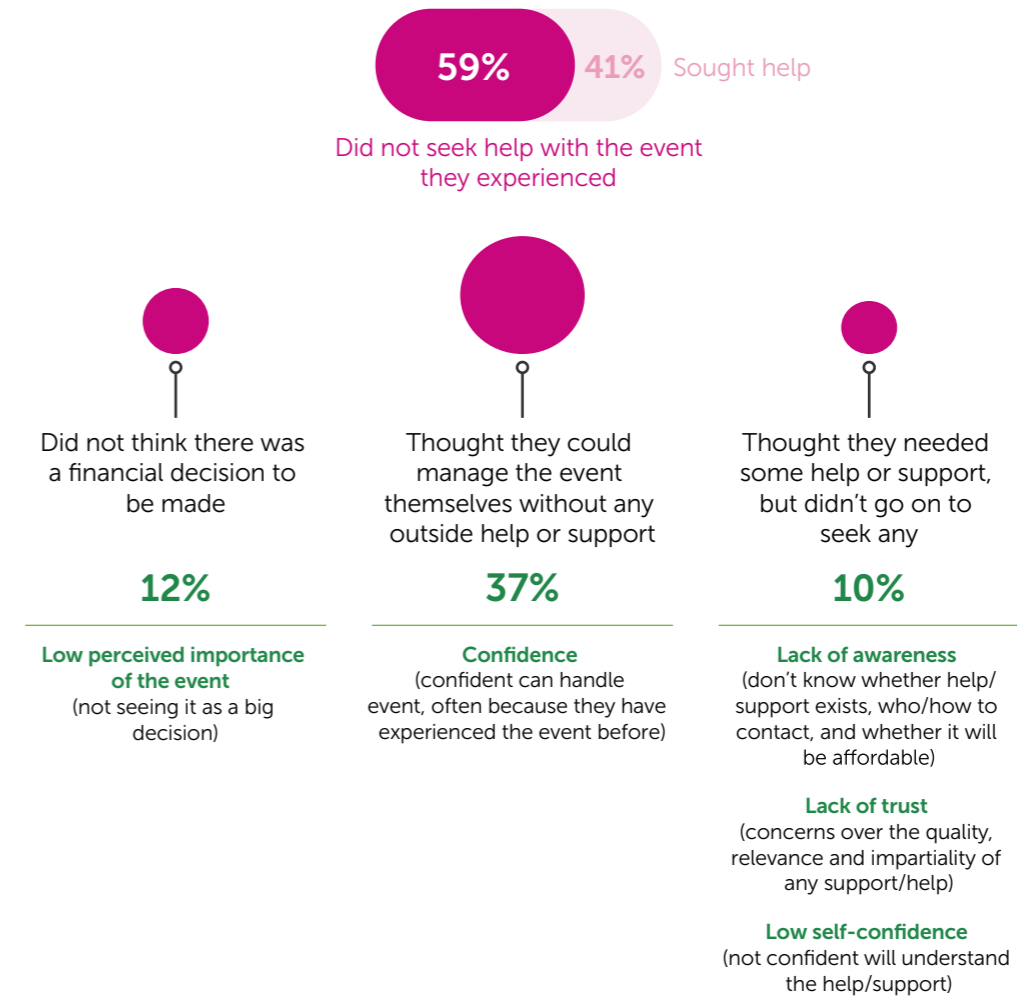 59%
41%
Sought help
Did not seek help with the event
they experienced
Did not think there was
a financial decision to
be made
12%
Low perceived importance
of the event
(not seeing it as a big
decision)
Thought they could
manage the event
themselves without any
outside help or support
37%
Confidence
(confident can handle
event, often because they have
experienced the event before)
Thought they needed
some help or support,
but didn’t go on to
seek any
10%
Lack of awareness
(don’t know whether help/
support exists, who/how to
contact, and whether it will
be affordable)
Lack of trust
(concerns over the quality,
relevance and impartiality of
any support/help)
Low self-confidence
(not confident will understand
the help/support)